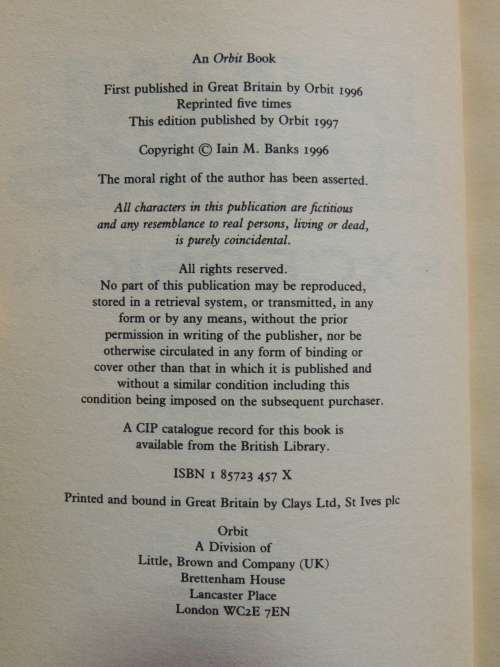 An Orbit Book
First published in Great Britain by Orbit 1996
Reprinted five times
This edition published by Orbit 1997
Copyright © Iain M. Banks 1996
The moral right of the author has been asserted.
All characters in this publication are fictitious
and any resemblance to real persons, living or dead,
is purely coincidental.
All rights reserved.
No part of this publication may be reproduced,
stored in a retrieval system, or transmitted, in any
form or by any means, without the prior
permission in writing of the publisher, nor be
otherwise circulated in any form of binding or
cover other than that in which it is published and
without a similar condition including this
condition being imposed on the subsequent purchaser.
A CIP catalogue record for this book is
available from the British Library.
ISBN 1 85723 457 X
Printed and bound in Great Britain by Clays Ltd, St Ives plc
Orbit
A Division of
Little, Brown and Company (UK)
Brettenham House
Lancaster Place
London WC2E 7EN